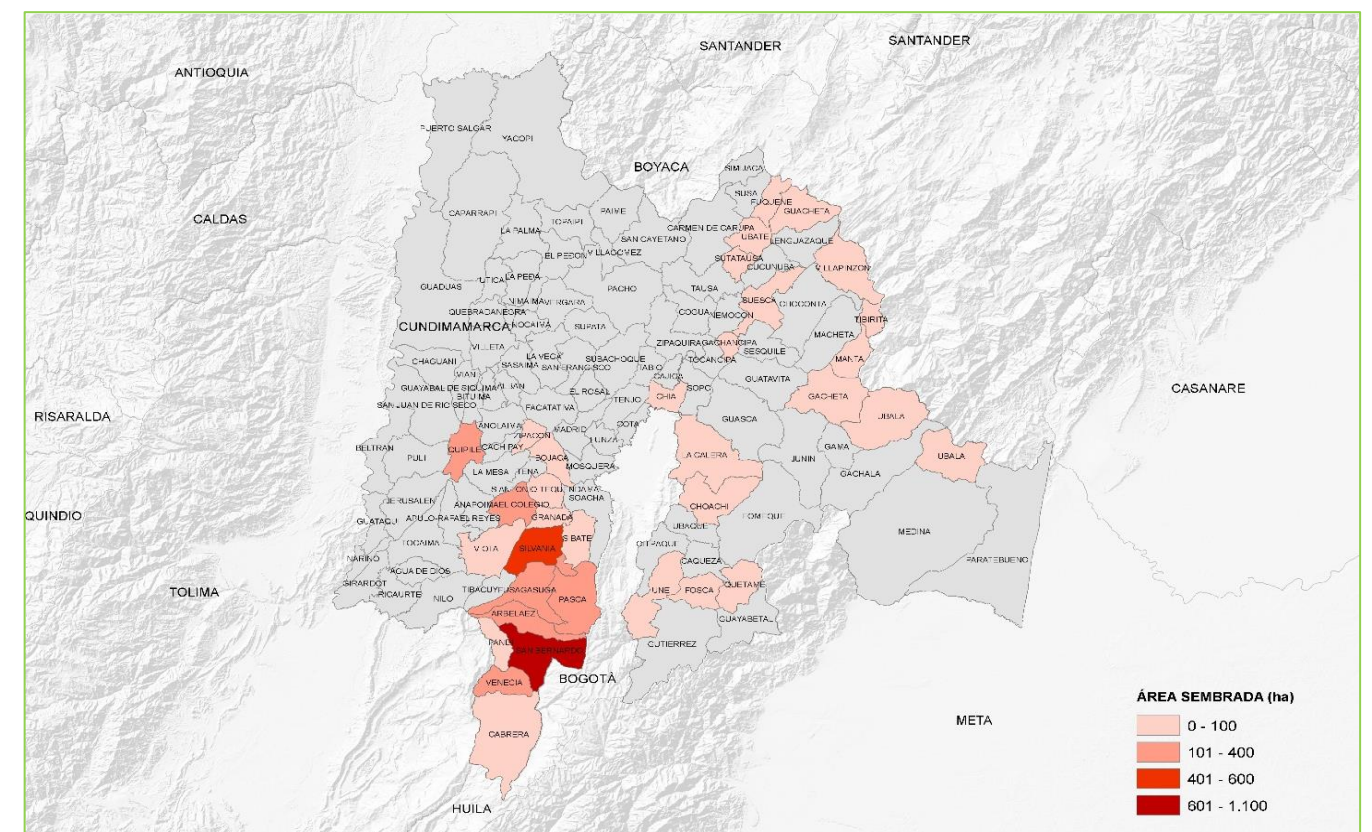 SANTANDER
SANTANDER
ANTIOQUIA
PUERTO SALGAR
YACOPI
BOYACA
SIMIJACA
SUSA
FUQUENE
GUACHETA
CALDAS
CAPARRAPI
PAIME
TOPAIPI
LA PALMA
CARMEN DE CARUPA
UBATE
SAN CAYETANO
LENGUAZAQUE
EL PEÑON
VILLAGOMEZ
SUTATAUSA
CUCUNUBA
VILLAPINZON
UTICA
LA PEÑA
GUADUAS
PACHO
TAUSA
NIMAIMA
VERGARA
SUESCA
CHOCONTA
QUEBRADANEGRA
COGUA
NEMOCON
TIBIRITA
CUNDIMAMARCA
NOCAIMA
SUPATA
MACHETA
VILLETA
ZIPAQUIRA
GACHANCIPA
SESQUILE
CHAGUANI
LA VEGA
SUBACHOQUE
TOCANCIPA
MANTA
VIANI
SASAIMA
SAN FRANCISCO
TABIO
CAJICA
GUATAVITA
CASANARE
GUAYABAL DE SIQUIMA
ALBAN
SOPO
BITUIMA
EL ROSAL
CHIA
GACHETA
SAN JUAN DE RIO SECO
TENJO
FACATATIVA
RISARALDA
UBALA
GUASCA
ANOLAIMA
MADRID
COTA
ZIPACON
FUNZA
BELTRAN
QUIPILE
CACHIPAY
GAMA
PULI
BOJACA
LA CALERA
JUNIN
UBALA
MOSQUERA
LA MESA
TENA
GACHALA
SOACHA
JERUSALEN
ANAPOIMA
EL COLEGIO
CHOACHI
QUINDIO
GUATAQUI
APULO-RAFAEL REYES
GRANADA
FOMEQUE
UBAQUE
MEDINA
VIOTA
SILVANIA
SIBATE
TOCAIMA
CHIPAQUE
NARIÑO
CAQUEZA
PARATEBUENO
AGUA DE DIOS
GIRARDOT
QUETAME
TOLIMA
RICAURTE
NILO
TIBACUY
FUSAGASUGA
PASCA
UNE
FOSCA
ARBELAEZ
GUAYABETAL
PANDI
SAN BERNARDO
GUTIERREZ
VENECIA
BOGOTÀ
ÁREA SEMBRADA (ha)
META
0 - 100
CABRERA
101 - 400
401 - 600
HUILA
601 - 1.100